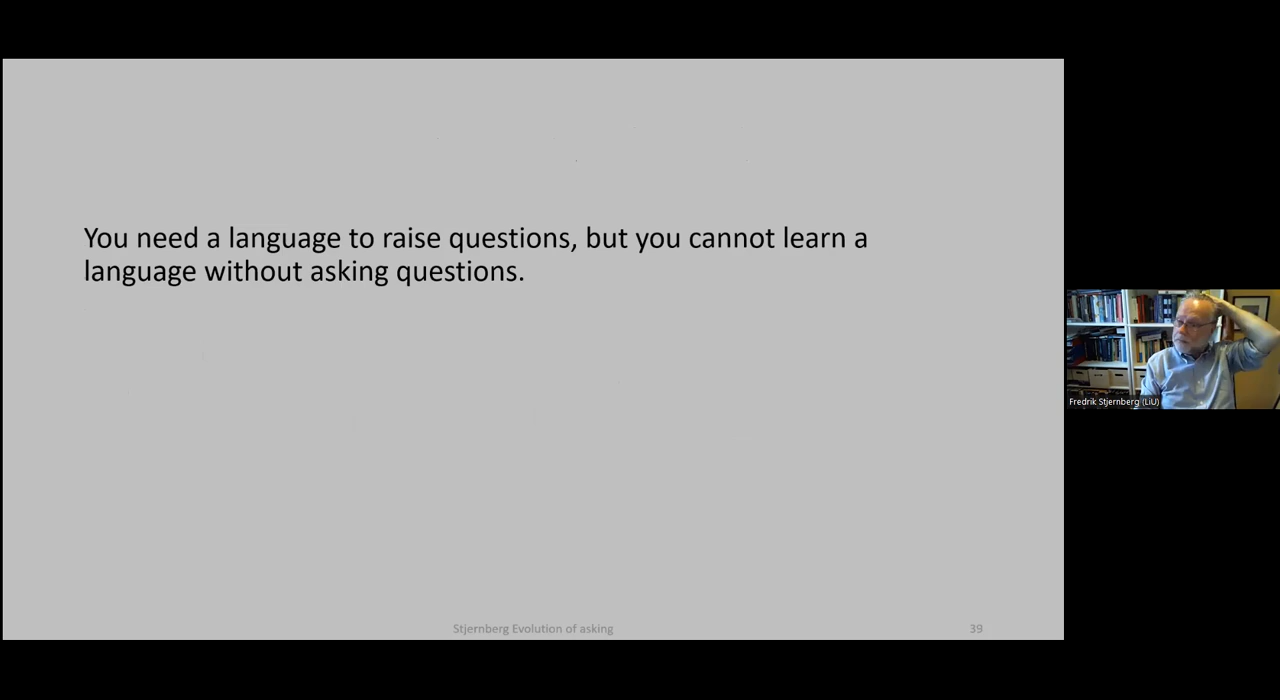 You need a language to raise questions, but you cannot learn a
language without asking questions.
Fredrik Stjernberg (LiU)
Stjernberg Evolution of asking
39